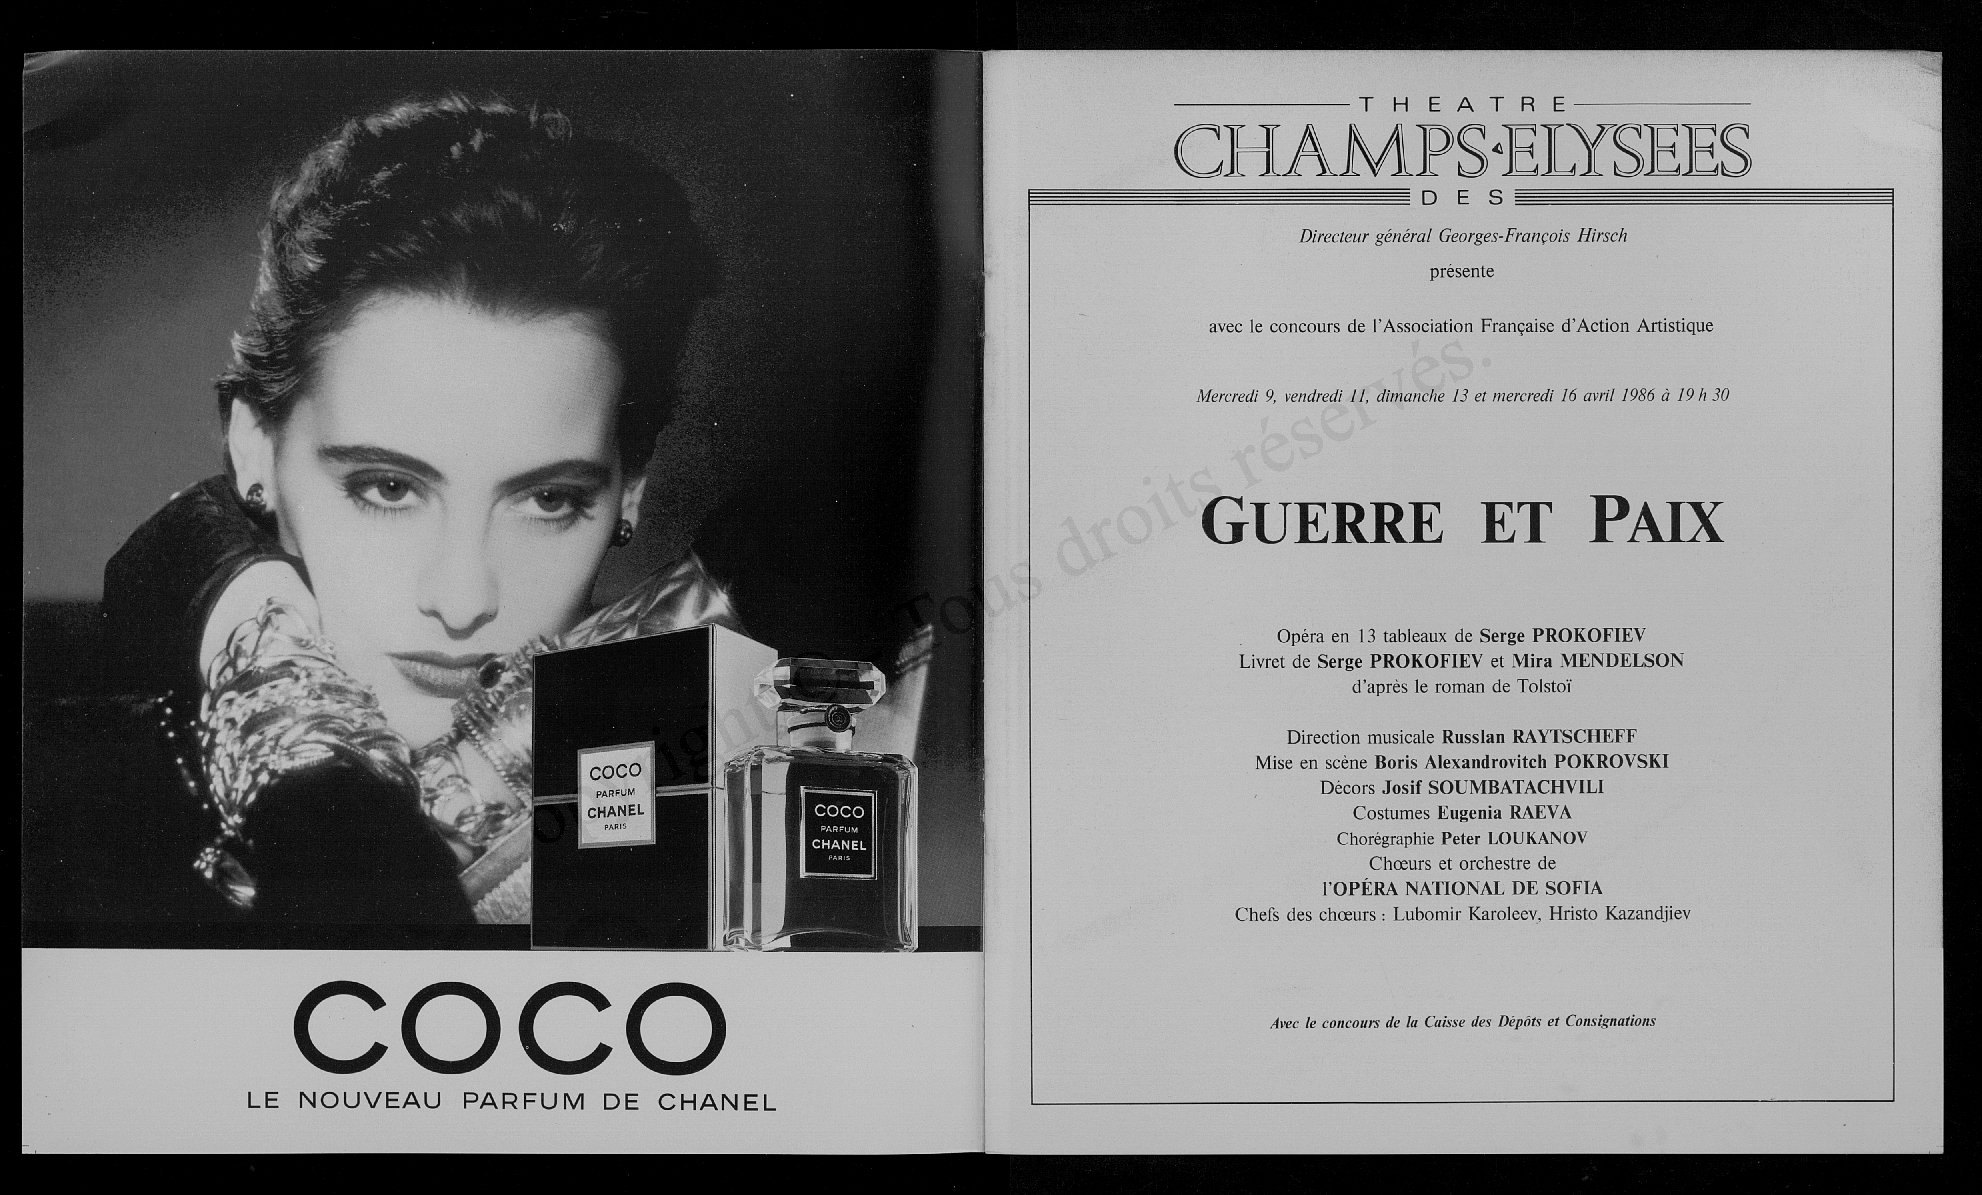 COCO
PARFUM
CHANEL
PARIS
COCO
PARFUM
CHANEL
PARIS
COCO
LE NOUVEAU PARFUM DE CHANEL
THEATRE
CHAMPS-ELYSEES
DES
Directeur général Georges-François Hirsch
présente
avec le concours de l'Association Française d'Action Artistique
Mercredi 9, vendredi 11, dimanche 13 et mercredi 16 avril 1986 à 19 h 30
GUERRE ET PAIX
Opéra en 13 tableaux de Serge PROKOFIEV
Livret de Serge PROKOFIEV et Mira MENDELSON
d'après le roman de Tolstoï
Direction musicale Russlan RAYTSCHEFF
Mise en scène Boris Alexandrovitch POKROVSKI
Décors Josif SOUMBATACHVILI
Costumes Eugenia RAEVA
Chorégraphie Peter LOUKANOV
Chœurs et orchestre de
l'OPÉRA NATIONAL DE SOFIA
Chefs des chœurs : Lubomir Karoleev, Hristo Kazandjiev
Avec le concours de la Caisse des Dépôts et Consignations
Tous droits réservés.